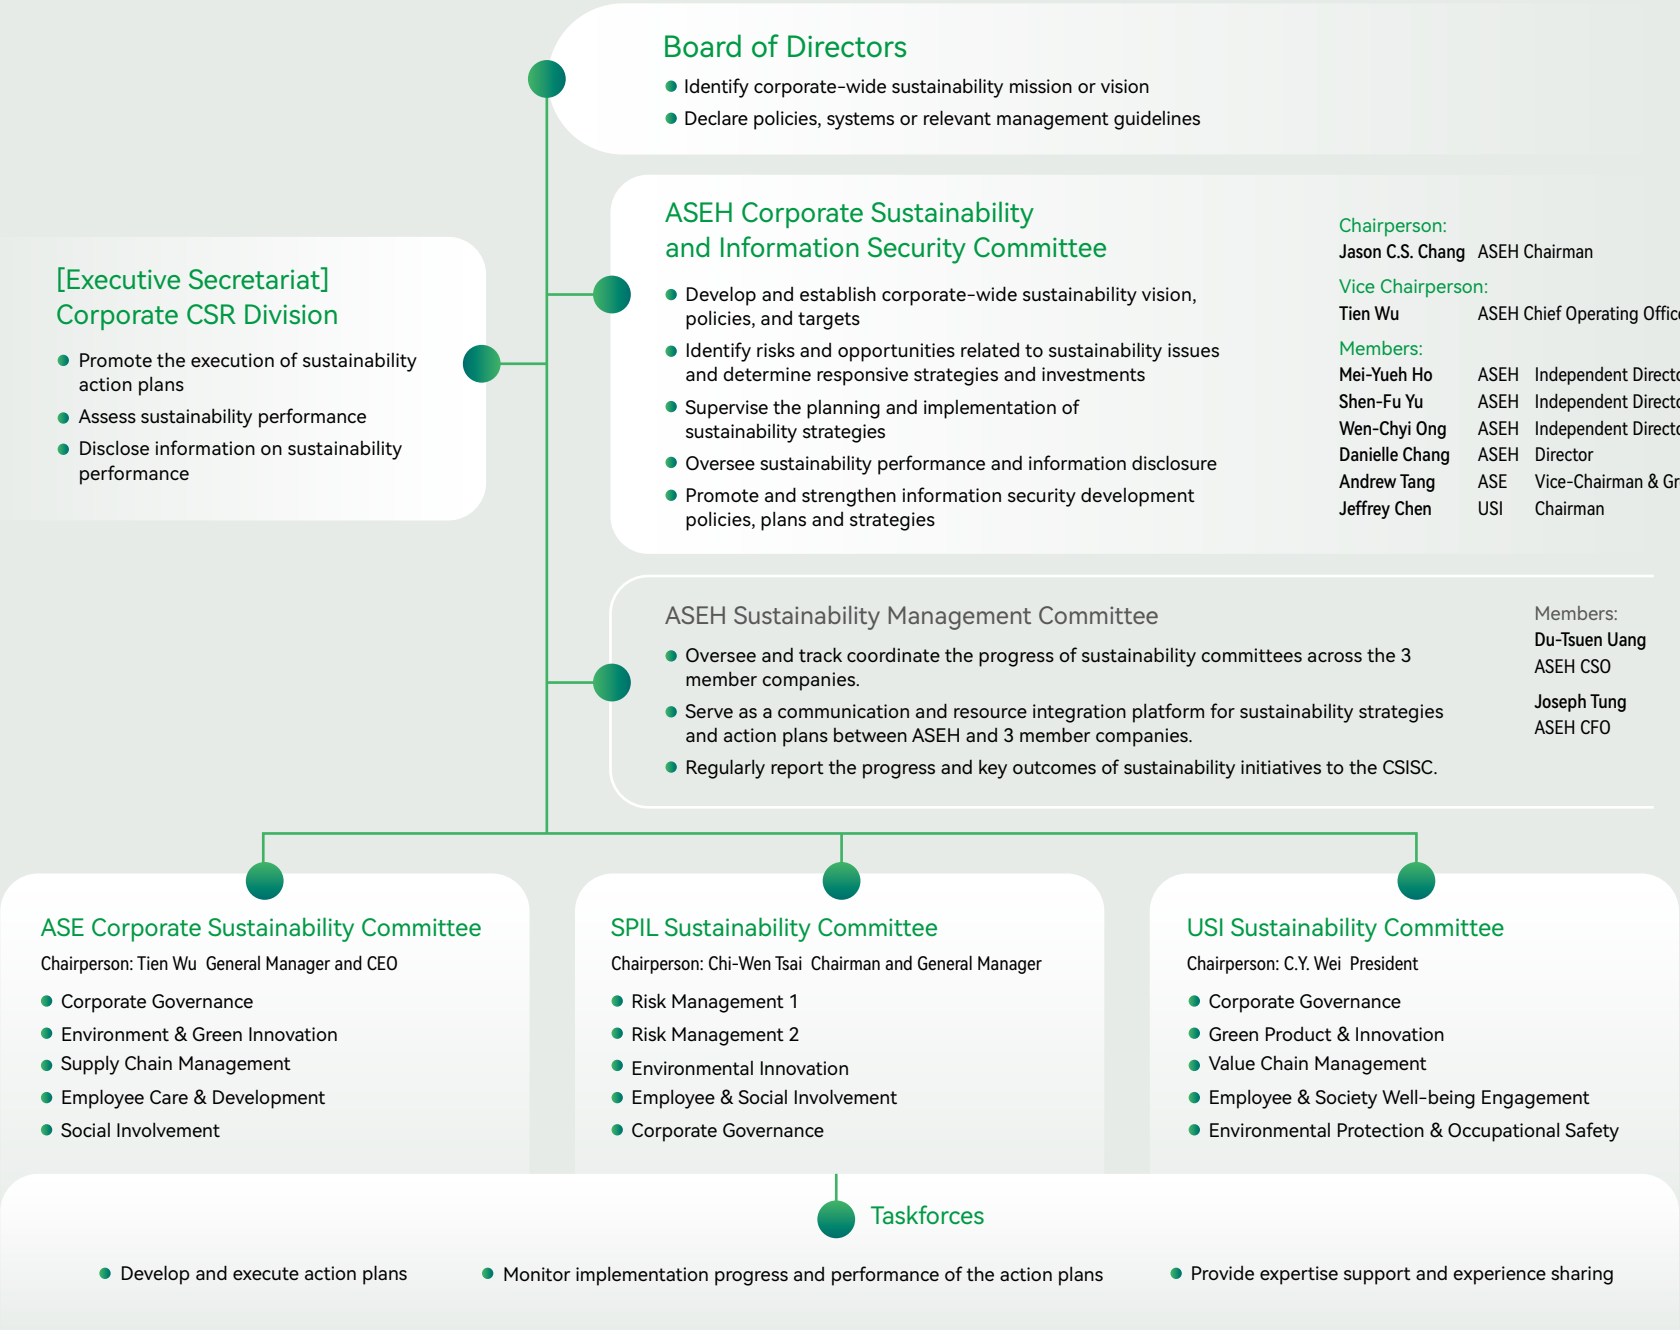 Board of Directors
Identify corporate-wide sustainability mission or vision
Declare policies, systems or relevant management guidelines
[Executive Secretariat]
Corporate CSR Division
Promote the execution of sustainability
action plans
Assess sustainability performance
Disclose information on sustainability
performance
ASEH Corporate Sustainability
and Information Security Committee
Develop and establish corporate-wide sustainability vision,
policies, and targets
Identify risks and opportunities related to sustainability issues
and determine responsive strategies and investments
Supervise the planning and implementation of
sustainability strategies
Oversee sustainability performance and information disclosure
Promote and strengthen information security development
policies, plans and strategies
Chairperson:
Jason C.S. Chang ASEH Chairman
Vice Chairperson:
Tien Wu ASEH Chief Operating
Members:
Mei-Yueh Ho ASEH Independent
Shen-Fu Yu ASEH Independent
Wen-Chyi Ong ASEH Independent
Danielle Chang ASEH Director
Andrew Tang ASE Vice-Chairman &
Jeffrey Chen USI Chairman
ASEH Sustainability Management Committee
Oversee and track coordinate the progress of sustainability committees across the 3
member companies.
Serve as a communication and resource integration platform for sustainability strategies
and action plans between ASEH and 3 member companies.
Regularly report the progress and key outcomes of sustainability initiatives to the CSISC.
Members:
Du-Tsuen Uang
ASEH CSO
Joseph Tung
ASEH CFO
ASE Corporate Sustainability Committee
Chairperson: Tien Wu General Manager and CEO
Corporate Governance
Environment & Green Innovation
Supply Chain Management
Employee Care & Development
Social Involvement
SPIL Sustainability Committee
Chairperson: Chi-Wen Tsai Chairman and General Manager
Risk Management 1
Risk Management 2
Environmental Innovation
Employee & Social Involvement
Corporate Governance
USI Sustainability Committee
Chairperson: C.Y. Wei President
Corporate Governance
Green Product & Innovation
Value Chain Management
Employee & Society Well-being Engagement
Environmental Protection & Occupational Safety
Taskforces
Develop and execute action plans
Monitor implementation progress and performance of the action plans
Provide expertise support and experience sharing